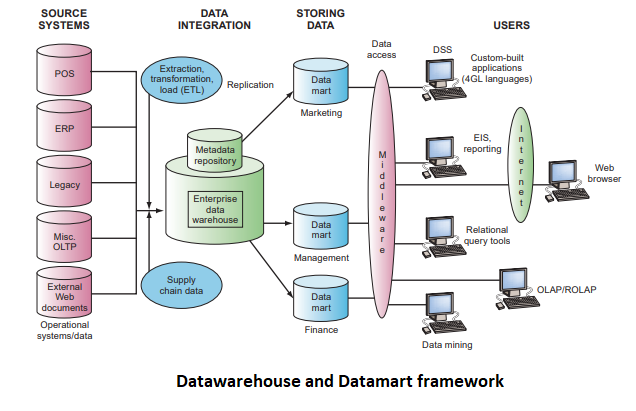 SOURCE
SYSTEMS
DATA
INTEGRATION
STORING
DATA
USERS
POS
ERP
Legacy
Misc.
OLTP
External
Web
documents
Operational
systems/data
Extraction,
transformation,
load (ETL)
Replication
Metadata
repository
Enterprise
data
warehouse
Supply
chain data
Data
mart
Marketing
Data
mart
Management
Data
mart
Finance
Data
access
Middleware
DSS
Custom-built
applications
(4GL languages)
EIS,
reporting
Internet
Web
browser
Relational
query tools
OLAP/ROLAP
Data mining
Datawarehouse and Datamart framework